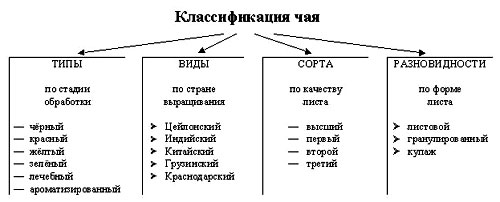 Классификация чая
ТИПЫ
по стадии
обработки
— чёрный
— красный
— жёлтый
— зелёный
— лечебный
— ароматизированный
ВИДЫ
по стране
выращивания
➤ Цейлонский
➤ Индийский
➤ Китайский
➤ Грузинский
➤ Краснодарский
СОРТА
по качеству
листа
— высший
— первый
— второй
— третий
РАЗНОВИДНОСТИ
по форме
листа
➤ листовой
➤ гранулированный
➤ купаж